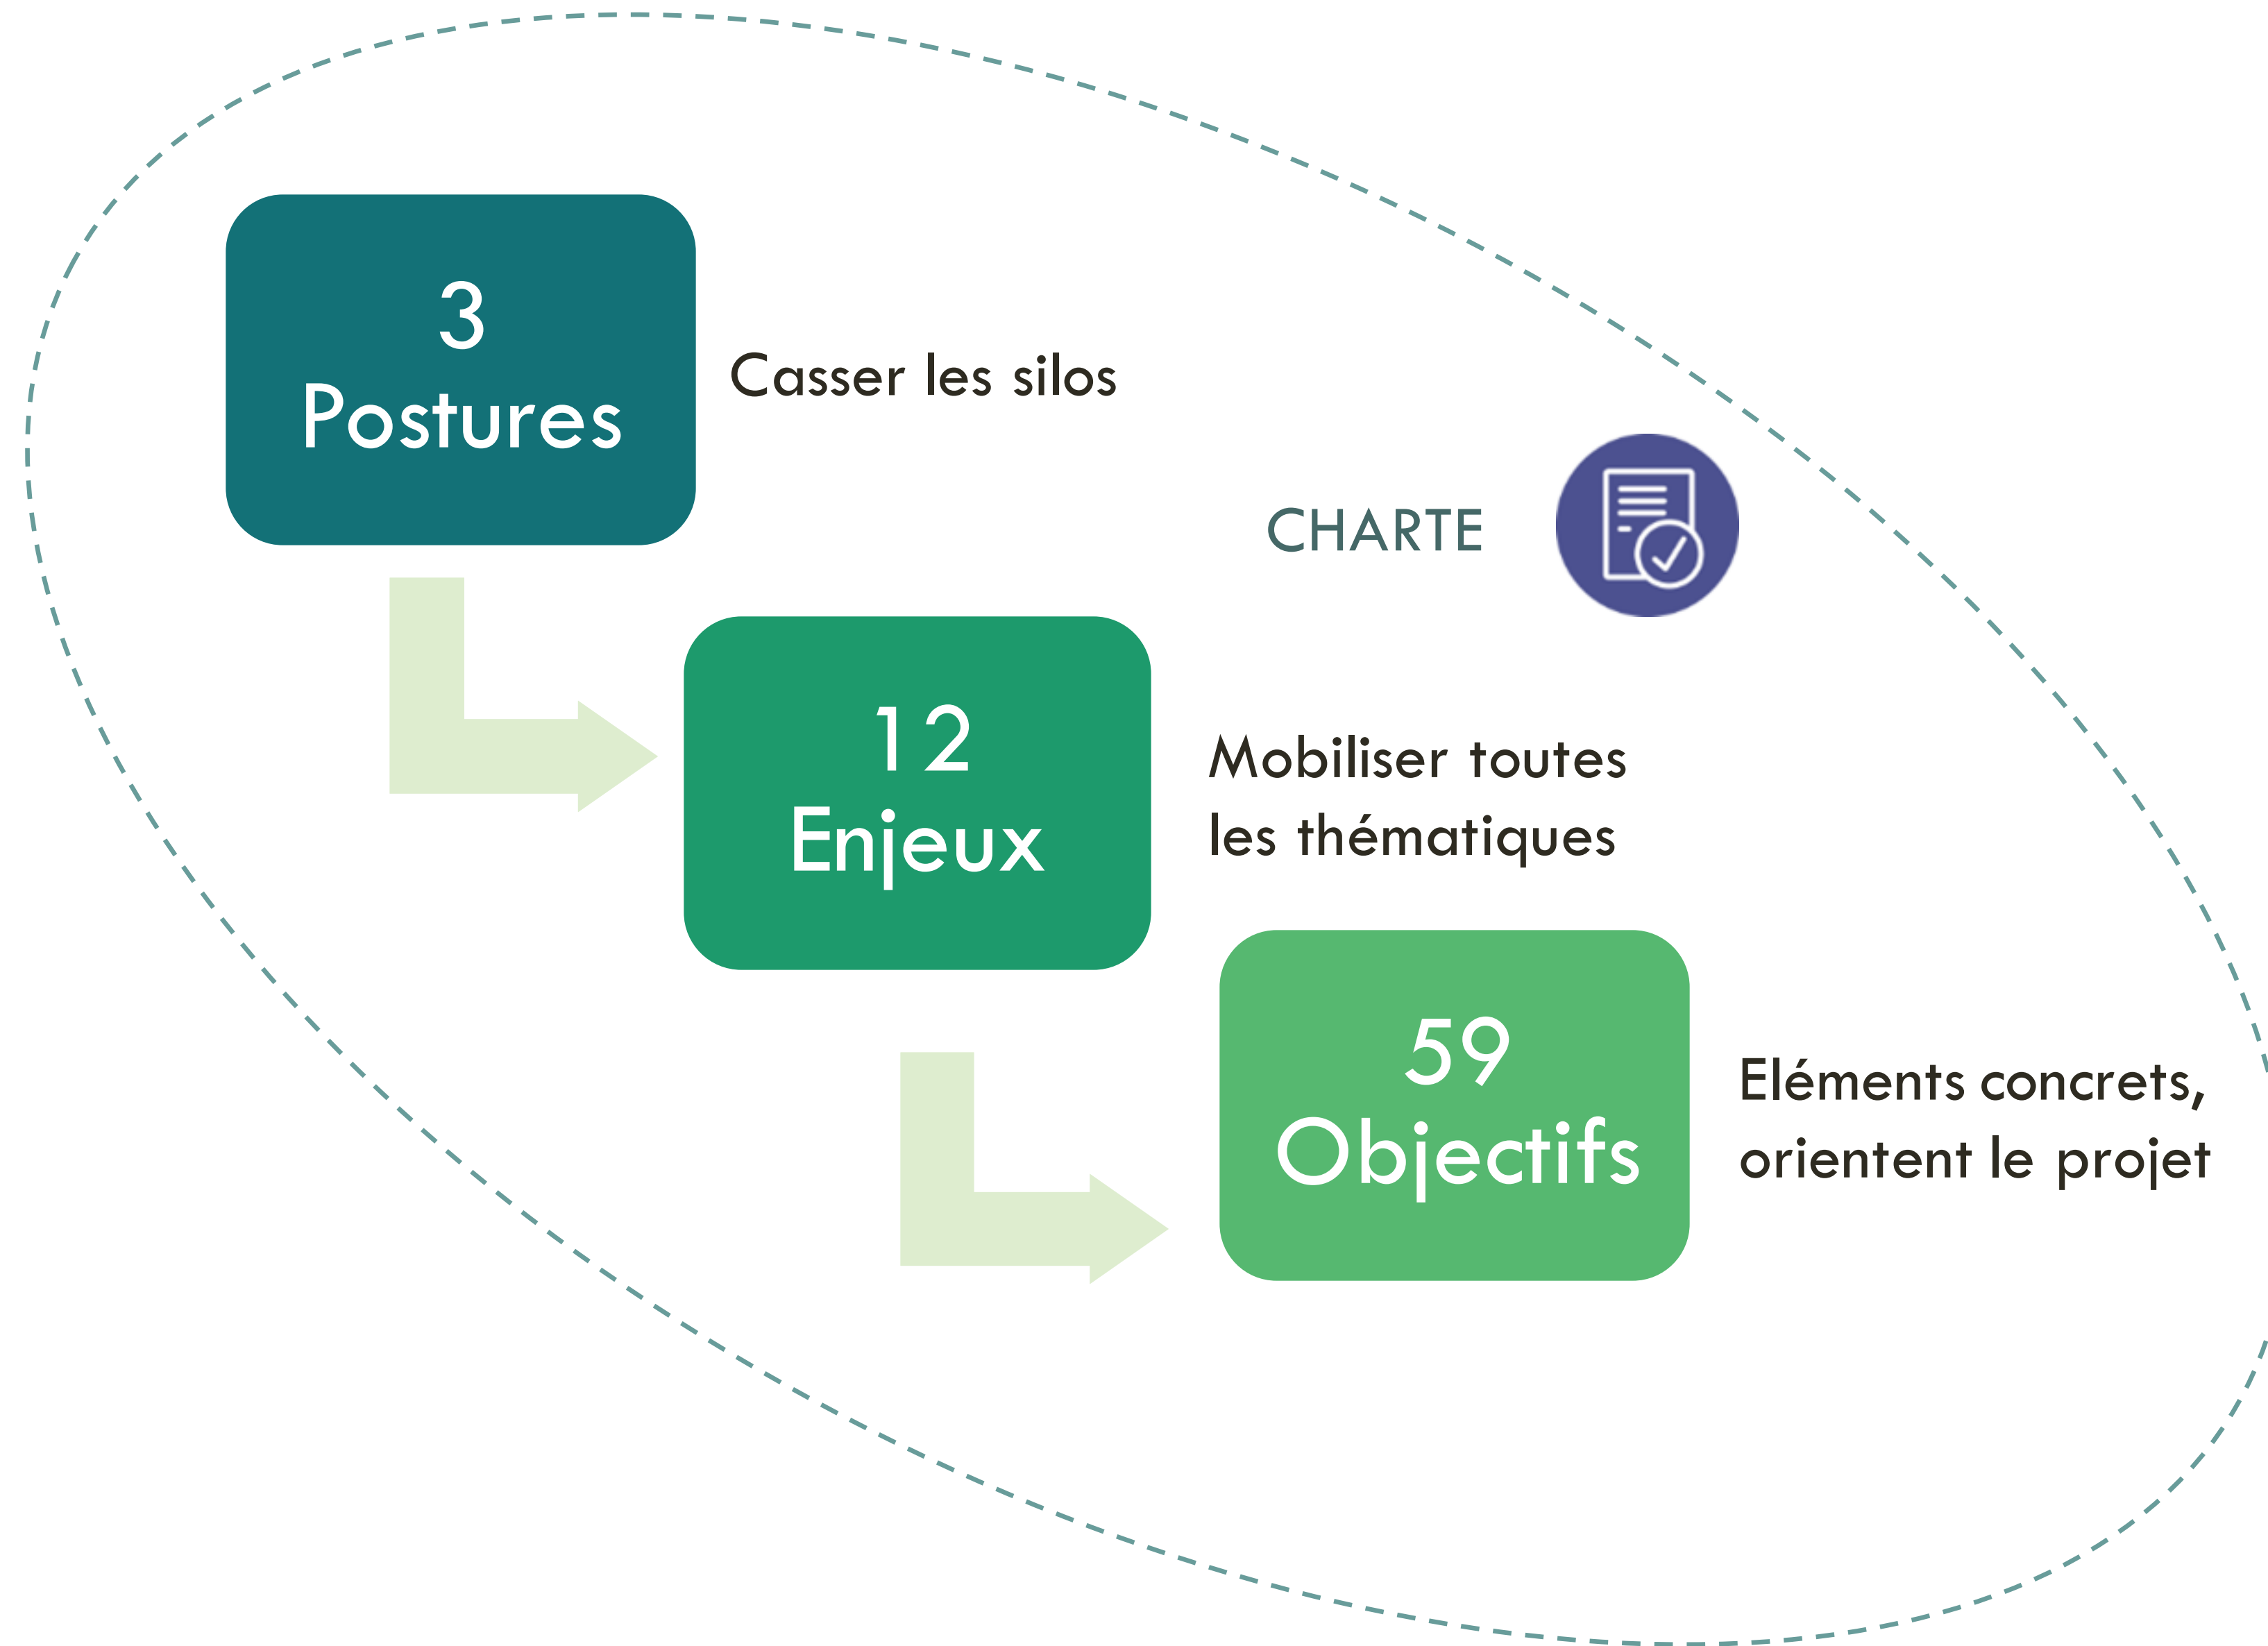 3
Postures
Casser les silos
CHARTE
12
Enjeux
Mobiliser toutes
les thématiques
59
Objectifs
Eléments concrets,
orientent le projet